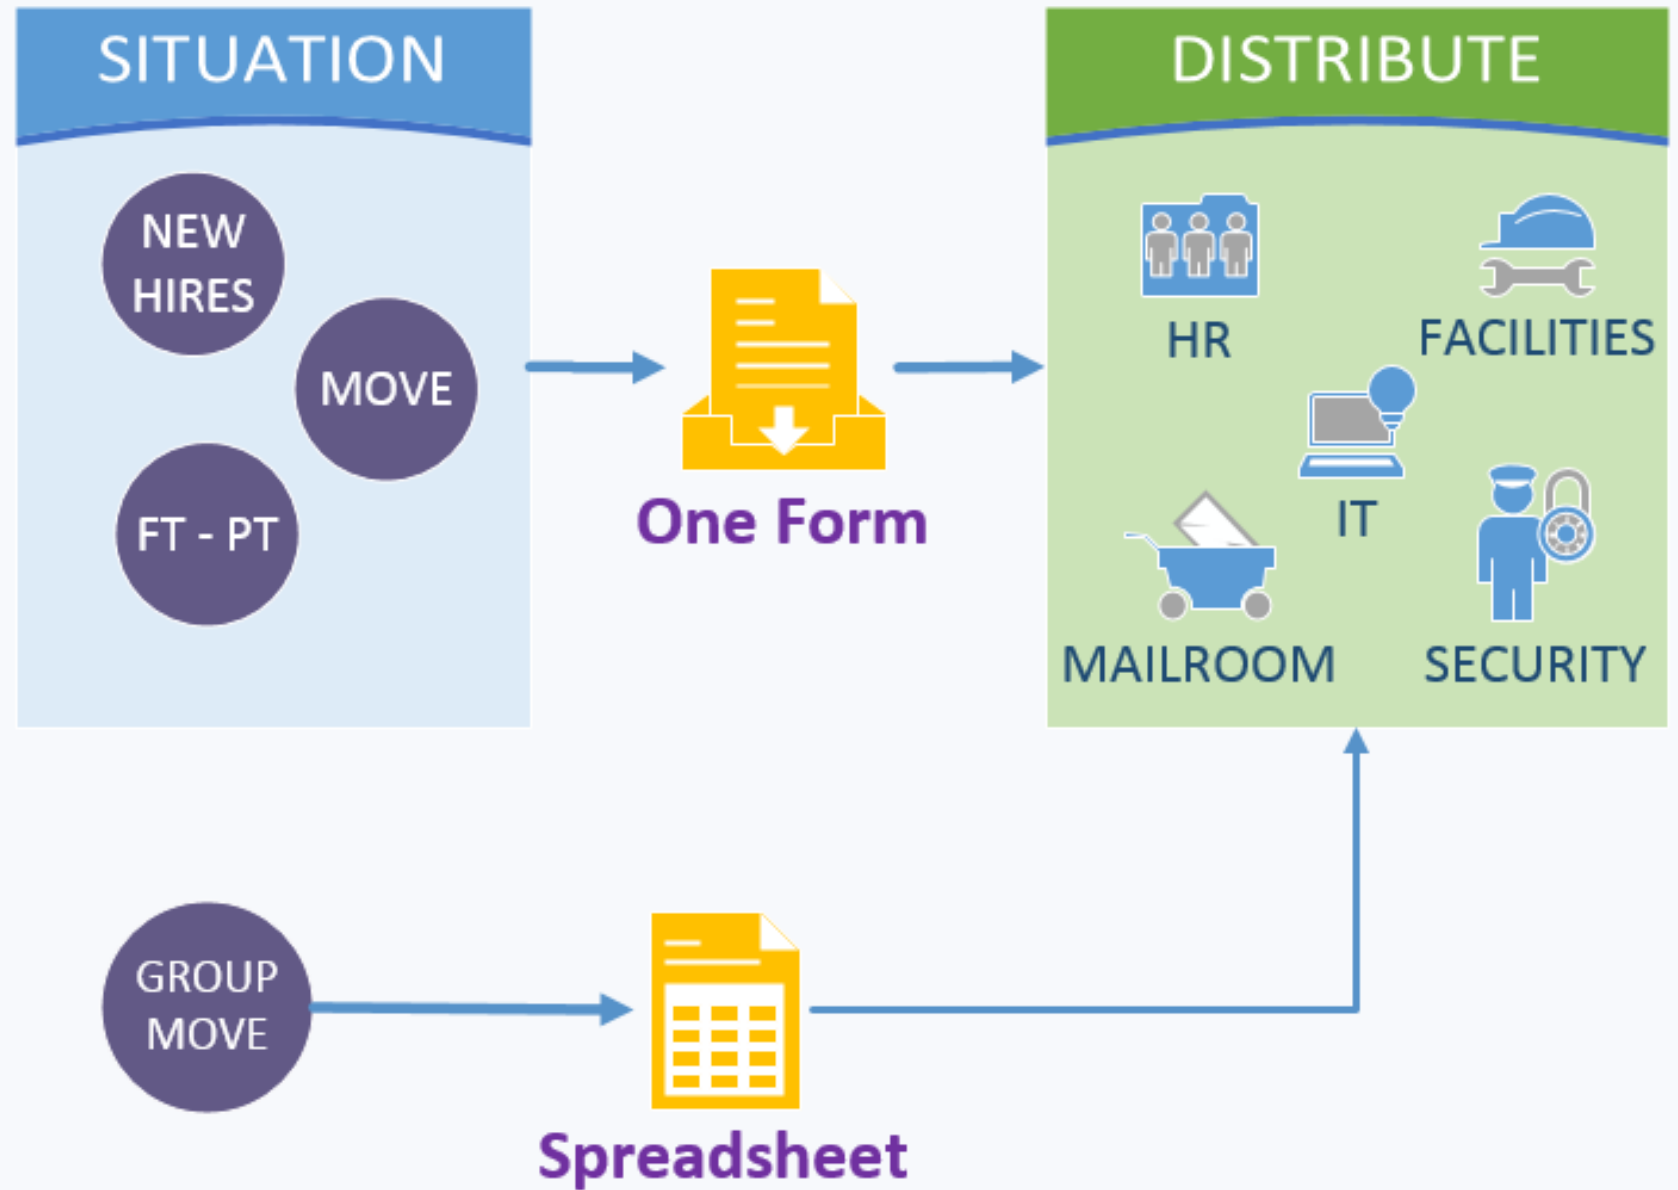 SITUATION
NEW
HIRES
MOVE
FT - PT
One Form
DISTRIBUTE
HR
FACILITIES
IT
MAILROOM
SECURITY
GROUP
MOVE
Spreadsheet